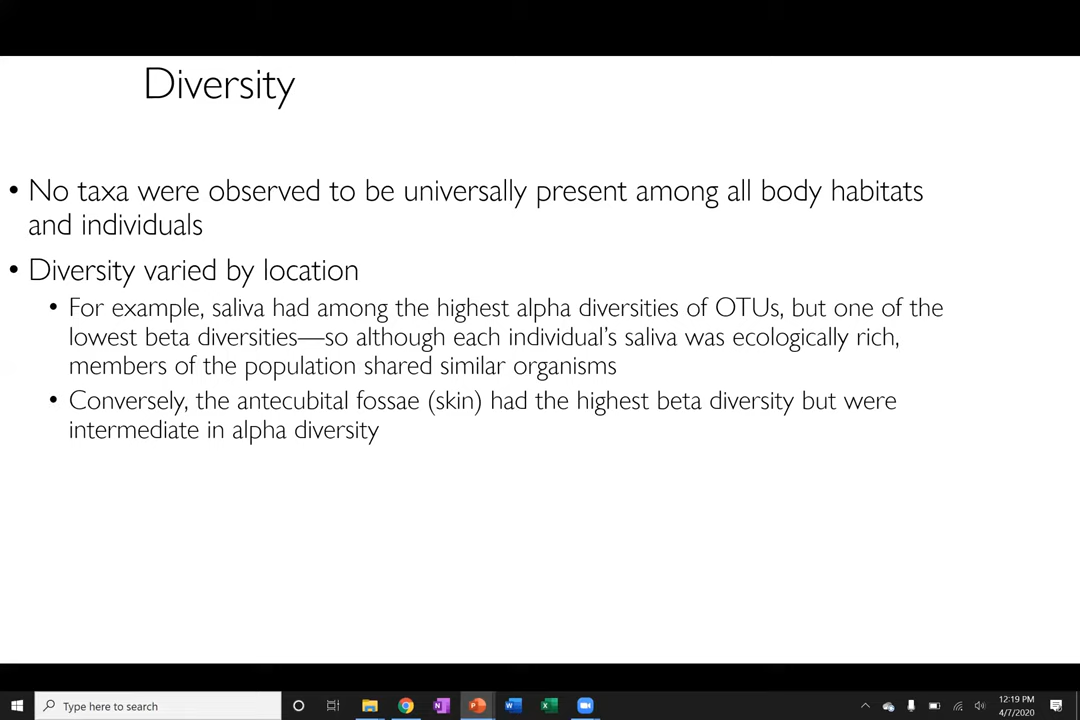 Diversity
• No taxa were observed to be universally present among all body habitats
and individuals
• Diversity varied by location
• For example, saliva had among the highest alpha diversities of OTUs, but one of the
lowest beta diversities—so although each individual's saliva was ecologically rich,
members of the population shared similar organisms
• Conversely, the antecubital fossae (skin) had the highest beta diversity but were
intermediate in alpha diversity
Type here to search
12:19 PM
4/7/2020